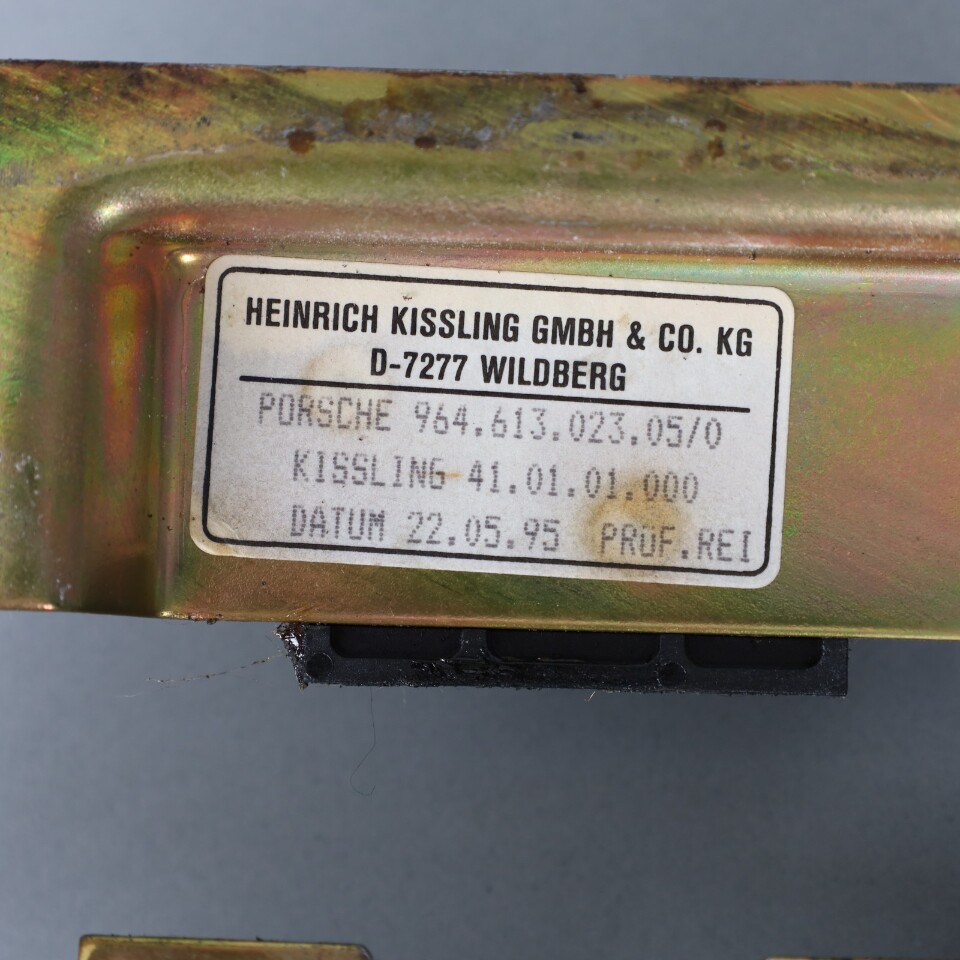 HEINRICH KISSLING GMBH & CO. KG
D-7277 WILDBERG
PORSCHE 964.613.023.05/0
KISSLING 41.01.01.000
DATUM 22.05.95 PRÜF.REI